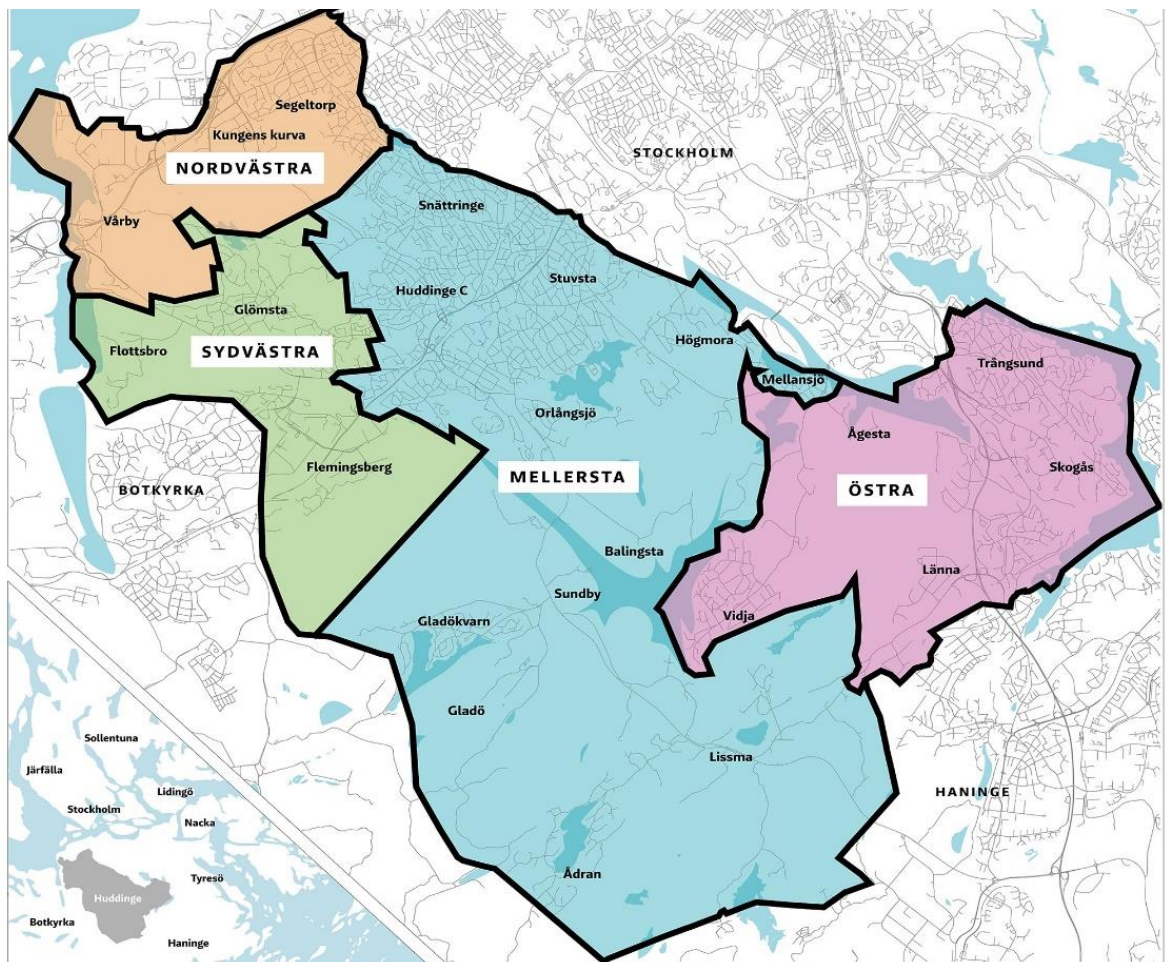 Segeltorp
Kungens kurva
NORDVÄSTRA
STOCKHOLM
Vårby
Snättringe
Stuvsta
Huddinge C
Glömsta
Högmora
Flottsbro
SYDVÄSTRA
Trångsund
Mellansjö
Orlångsjö
Ågesta
Flemingsberg
Skogås
MELLERSTA
BOTKYRKA
ÖSTRA
Balingsta
Länna
Sundby
Vidja
Gladökvarn
Gladö
Lissma
HANINGE
Ådran
Sollentuna
Järfälla
Lidingö
Stockholm
Nacka
Tyresö
Huddinge
Botkyrka
Haninge